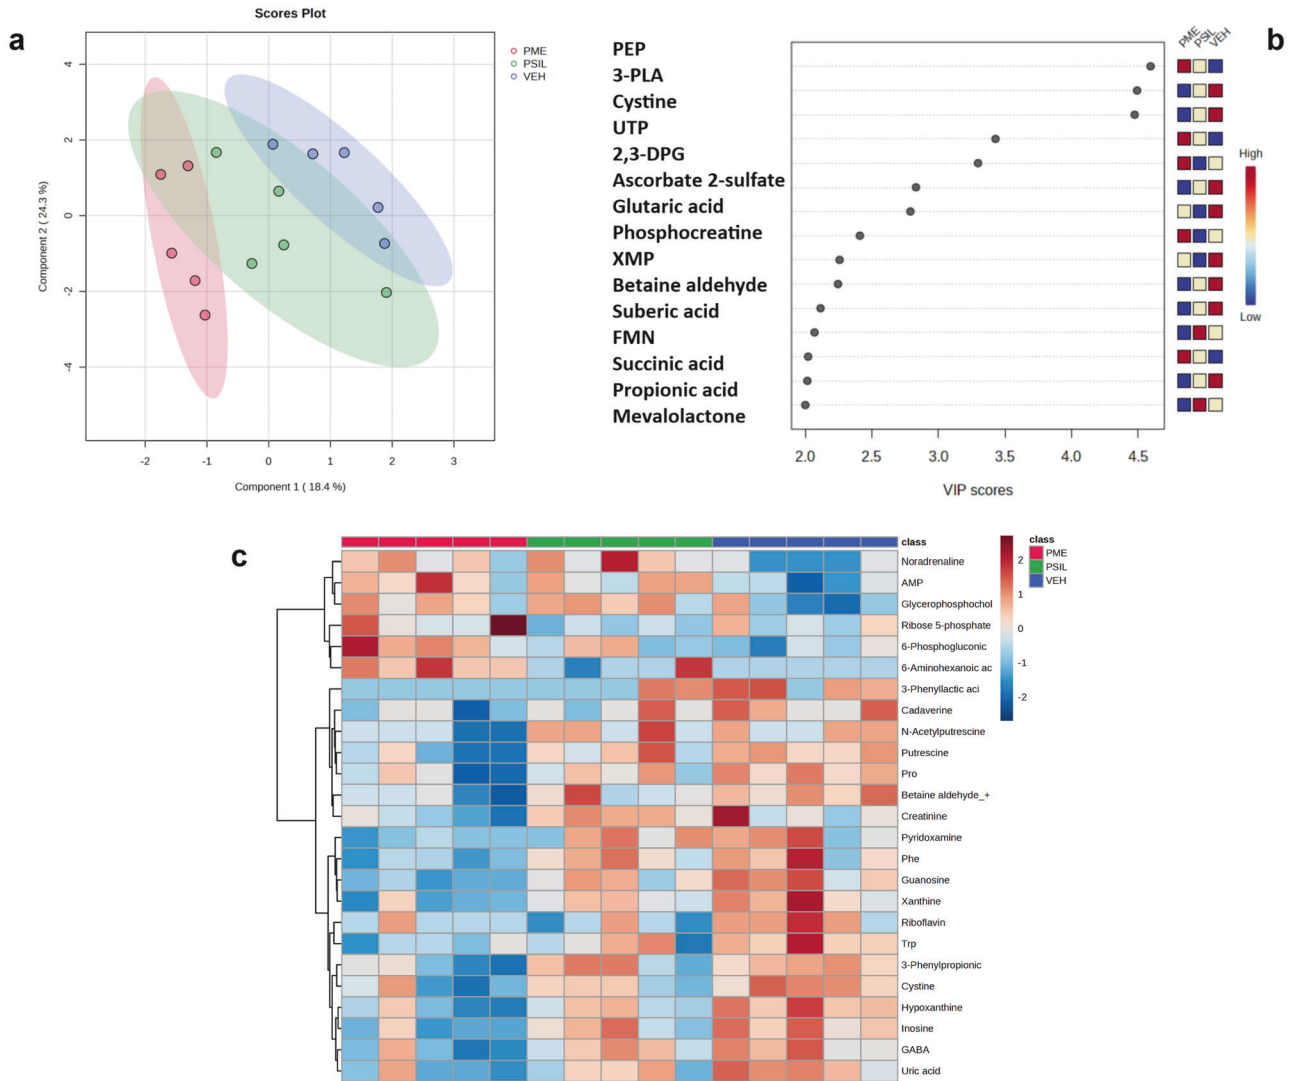 Scores Plot
a
PME
PSIL
VEH
4
2
0
-2
-4
Component 2 ( 24.3 %)
-2
-1
0
1
2
3
Component 1 ( 18.4 %)
b
PME
PSIL
VEH
PEP
3-PLA
Cystine
UTP
2,3-DPG
Ascorbate 2-sulfate
Glutaric acid
Phosphocreatine
XMP
Betaine aldehyde
Suberic acid
FMN
Succinic acid
Propionic acid
Mevalolactone
High
Low
2.0
2.5
3.0
3.5
4.0
4.5
VIP scores
c
class
Noradrenaline
AMP
Glycerophosphochol
Ribose 5-phosphate
6-Phosphogluconic
6-Aminohexanoic ac
3-Phenyllactic aci
Cadaverine
N-Acetylputrescine
Putrescine
Pro
Betaine aldehyde_+
Creatinine
Pyridoxamine
Phe
Guanosine
Xanthine
Riboflavin
Trp
3-Phenylpropionic
Cystine
Hypoxanthine
Inosine
GABA
Uric acid
2
1
0
-1
-2
class
PME
PSIL
VEH